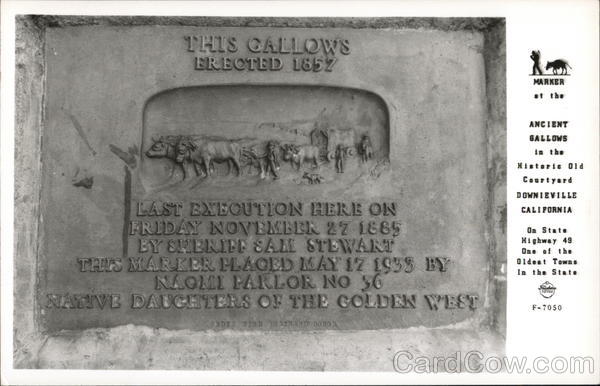 THIS GALLOWS
ERECTED 1857
LAST EXECUTION HERE ON
FRIDAY NOVEMBER 27 1885
BY SHERIFF SAM STEWART
THIS MARKER PLACED MAY 17 1933 BY
NAOMI PARLOR NO 36
NATIVE DAUGHTERS OF THE GOLDEN WEST
MARKER
at the
ANCIENT
GALLOWS
in the
Historic Old
Courtyard
DOWNIEVILLE
CALIFORNIA
On State
Highway 49
One of the
Oldest Towns
In the State
F-7050
CardCow.com